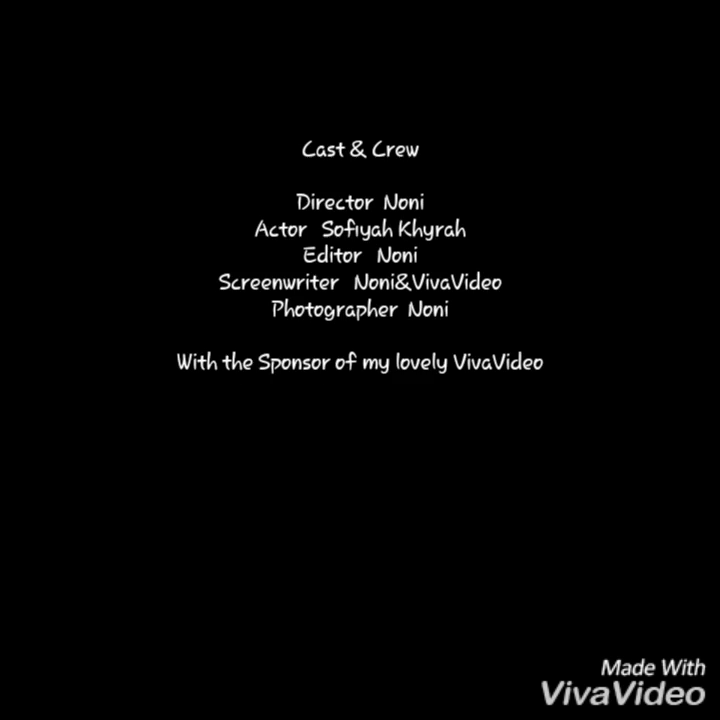 Cast & Crew
Director Noni
Actor Sofiyah Khyrah
Editor Noni
Screenwriter Noni&VivaVideo
Photographer Noni
With the Sponsor of my lovely VivaVideo
Made With
VivaVideo